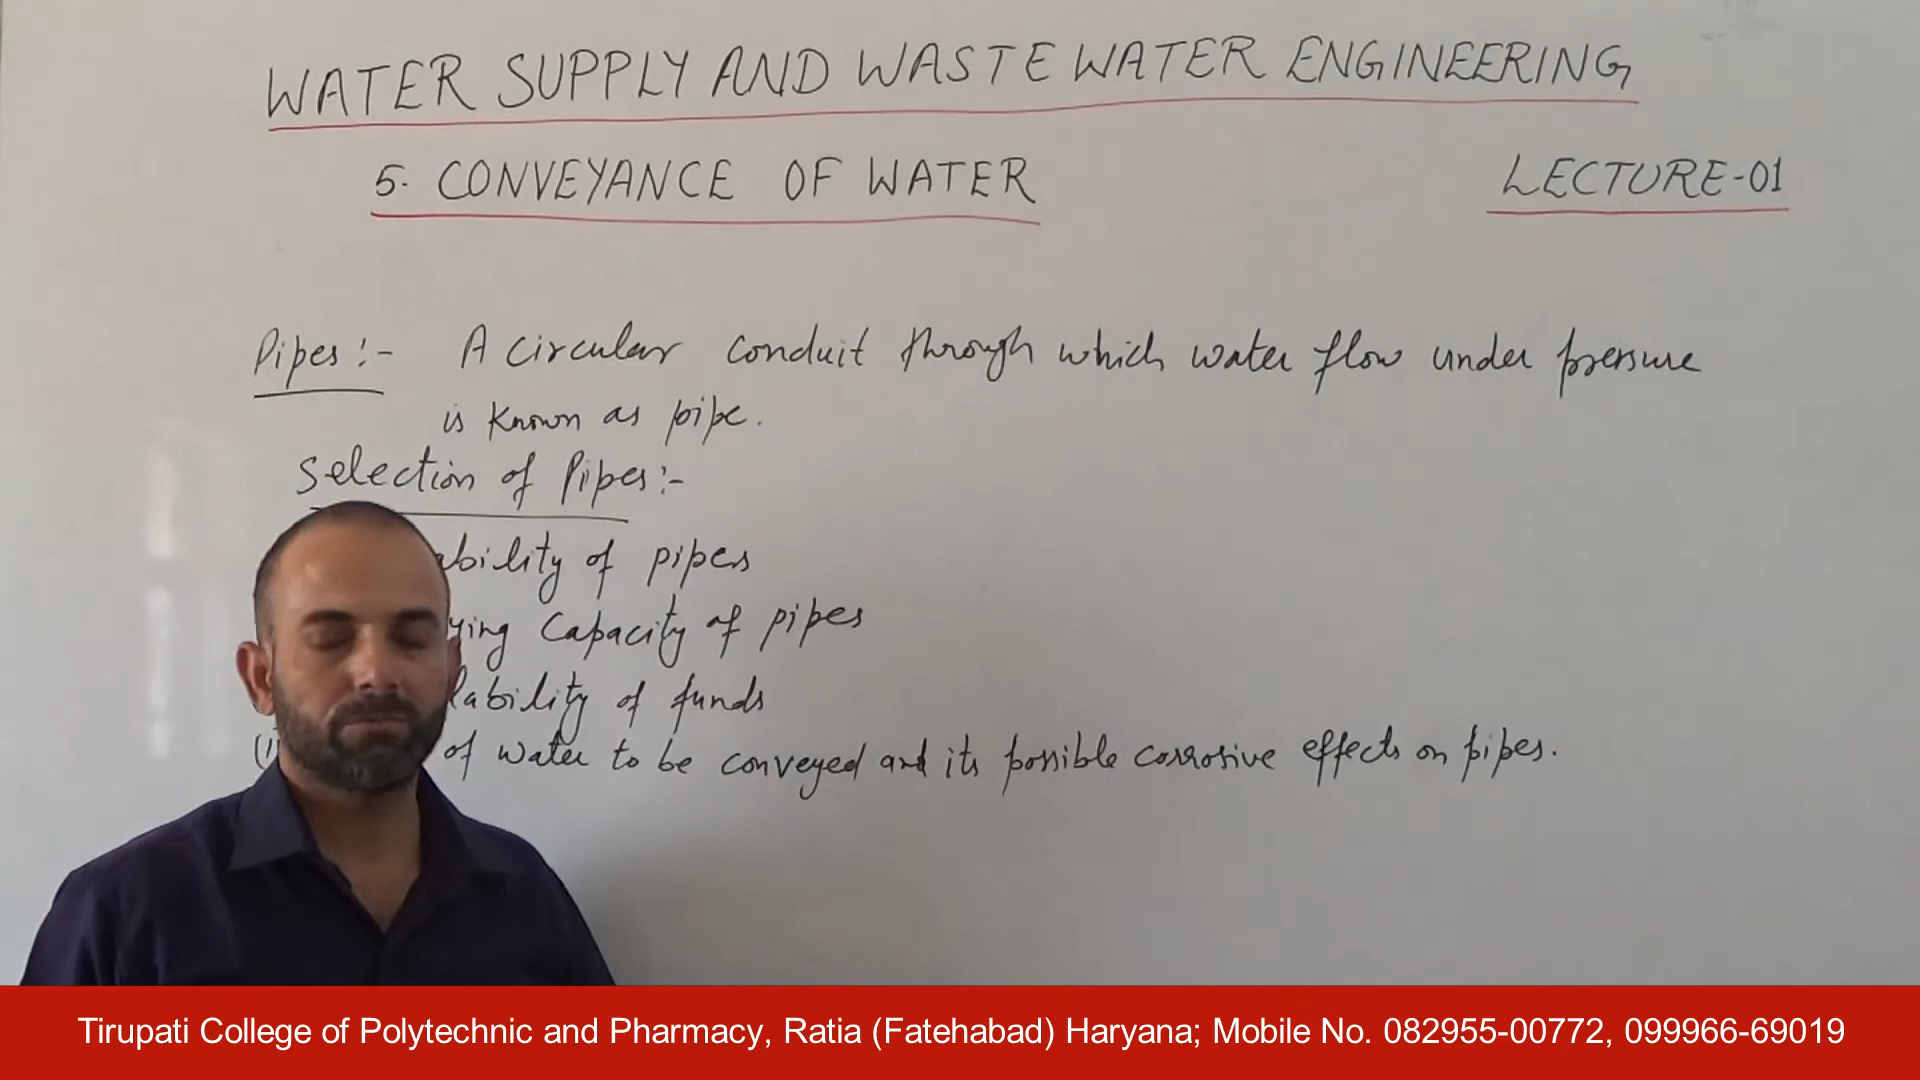 WATER SUPPLY AND WASTE WATER ENGINEERING
5. CONVEYANCE OF WATER
LECTURE-01
Pipes :- A circular conduit through which water flow under pressure
is known as pipe.
Selection of Pipes :-
of pipes
Capacity of pipes
of funds
of water to be conveyed and its possible corrosive effects on pipes.
Tirupati College of Polytechnic and Pharmacy, Ratia (Fatehabad) Haryana; Mobile No. 082955-00772, 099966-69019